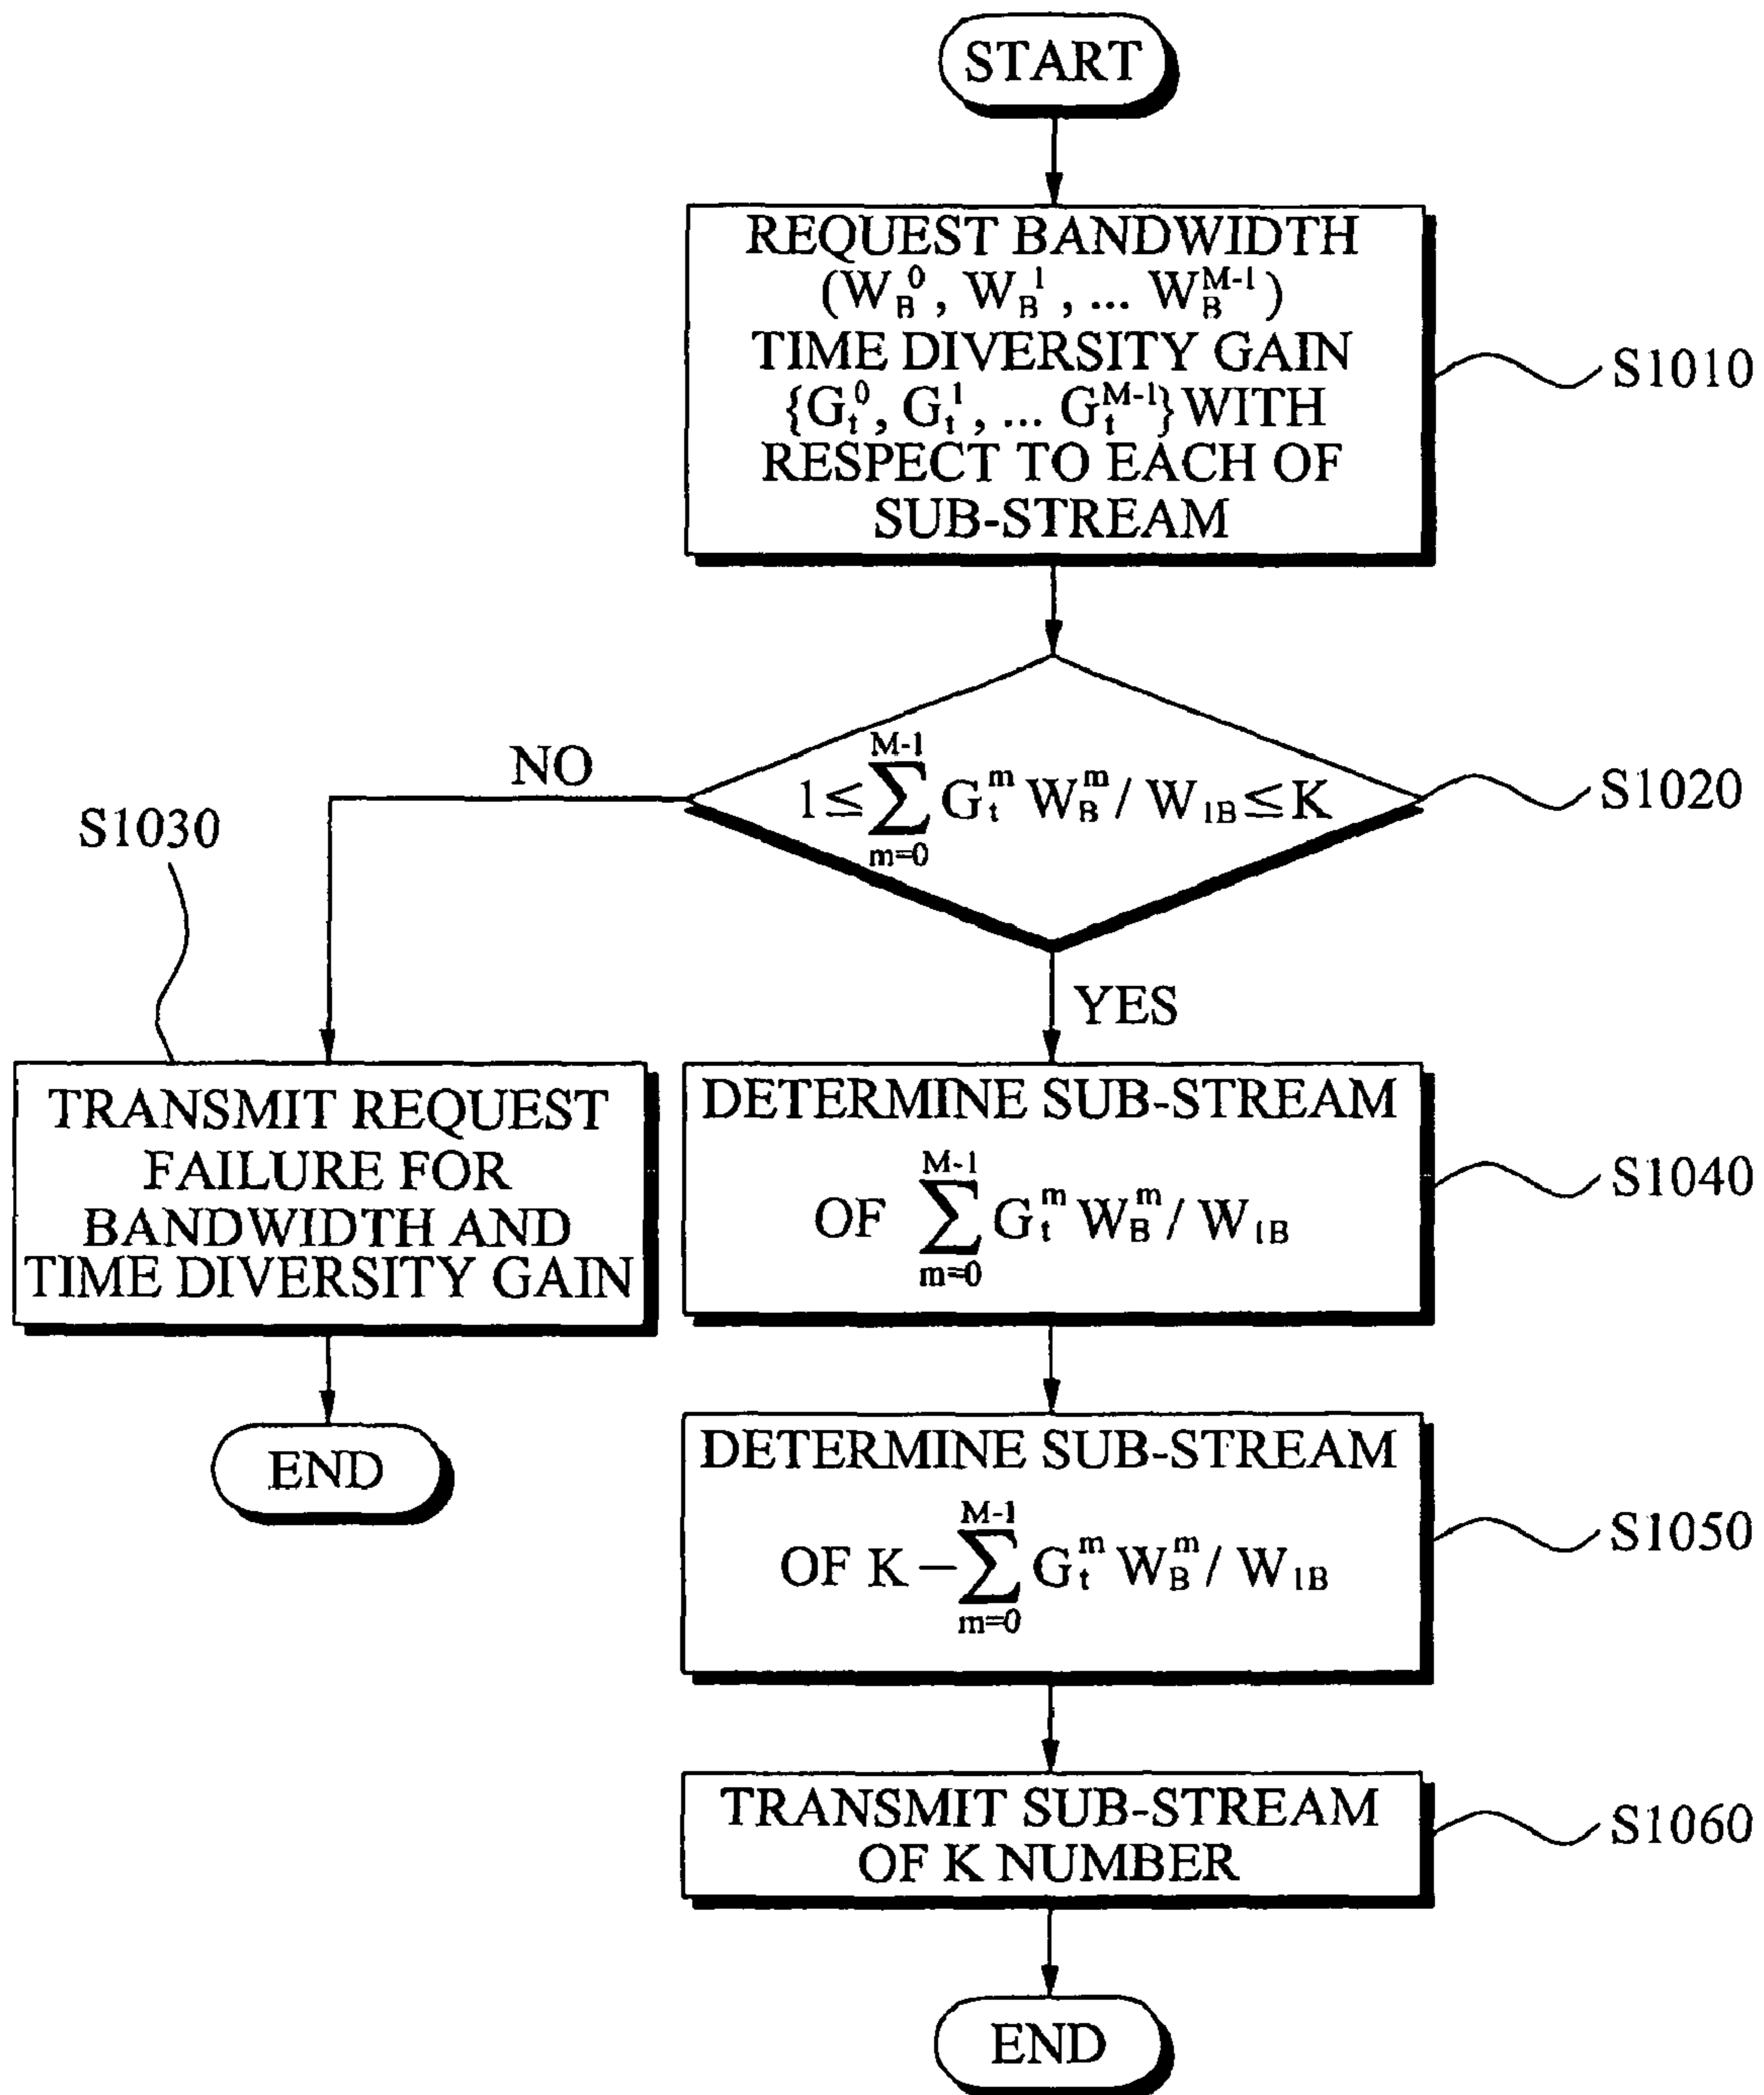 START
REQUEST BANDWIDTH
(W_B^0, W_B^1, ... W_B^{M-1})
TIME DIVERSITY GAIN
{G_t^0, G_t^1, ... G_t^{M-1}} WITH
RESPECT TO EACH OF
SUB-STREAM
S1010
1≤∑_{m=0}^{M-1} G_t^m W_B^m / W_{1B}≤K
S1020
NO
YES
S1030
TRANSMIT REQUEST
FAILURE FOR
BANDWIDTH AND
TIME DIVERSITY GAIN
END
DETERMINE SUB-STREAM
OF ∑_{m=0}^{M-1} G_t^m W_B^m / W_{1B}
S1040
DETERMINE SUB-STREAM
OF K − ∑_{m=0}^{M-1} G_t^m W_B^m / W_{1B}
S1050
TRANSMIT SUB-STREAM
OF K NUMBER
S1060
END